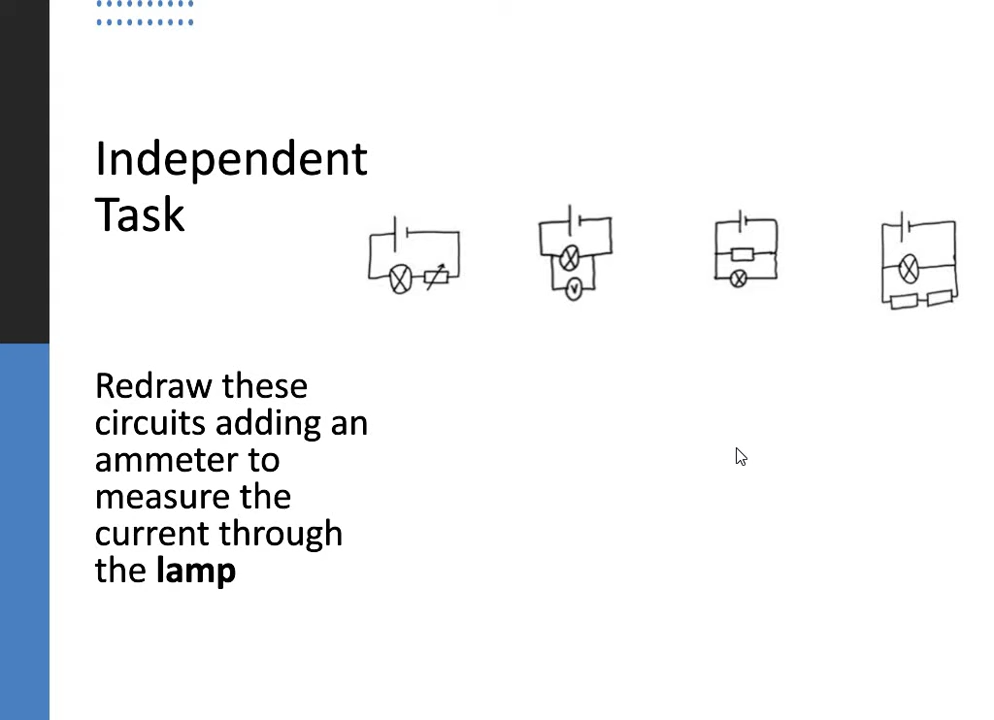 Independent
Task
V
Redraw these
circuits adding an
ammeter to
measure the
current through
the lamp